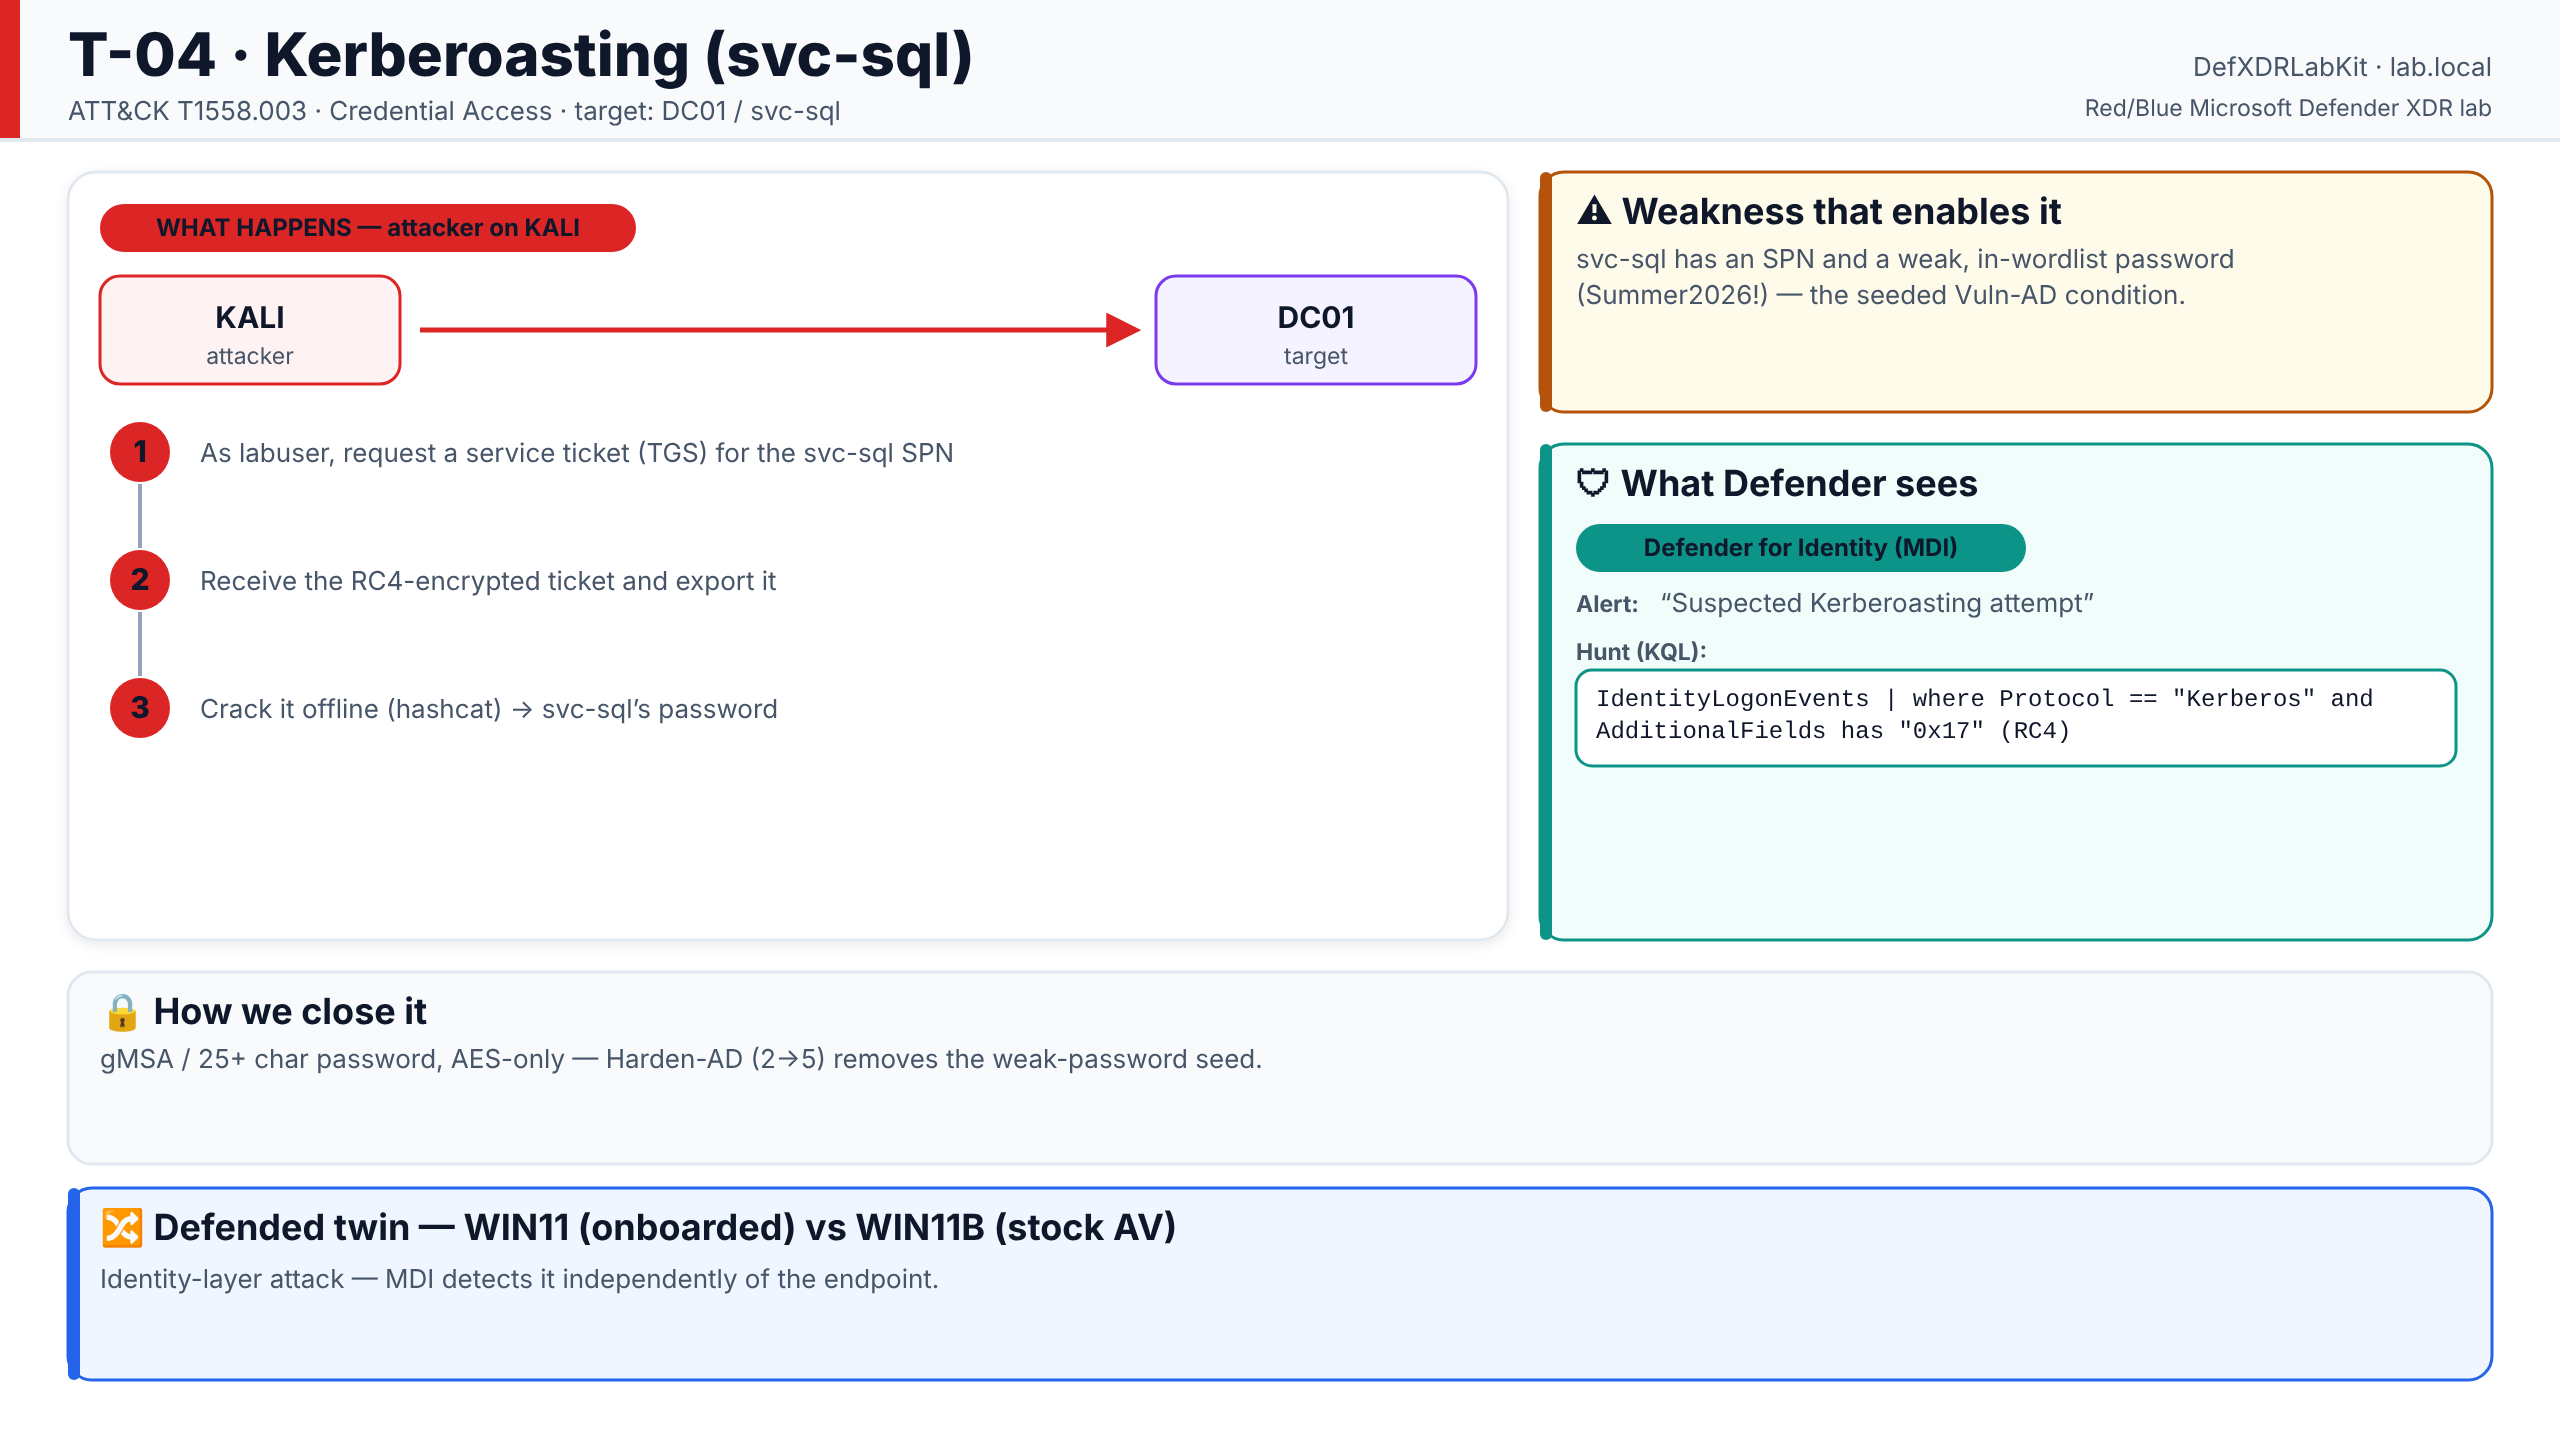 T-04 · Kerberoasting (svc-sql)
ATT&CK T1558.003 · Credential Access · target: DC01 / svc-sql
DefXDRLabKit · lab.local
Red/Blue Microsoft Defender XDR lab
WHAT HAPPENS — attacker on KALI
KALI
attacker
DC01
target
1 As labuser, request a service ticket (TGS) for the svc-sql SPN
2 Receive the RC4-encrypted ticket and export it
3 Crack it offline (hashcat) → svc-sql’s password
⚠ Weakness that enables it
svc-sql has an SPN and a weak, in-wordlist password
(Summer2026!) — the seeded Vuln-AD condition.
🛡 What Defender sees
Defender for Identity (MDI)
Alert: “Suspected Kerberoasting attempt”
Hunt (KQL):
IdentityLogonEvents | where Protocol == "Kerberos" and
AdditionalFields has "0x17" (RC4)
🔒 How we close it
gMSA / 25+ char password, AES-only — Harden-AD (2→5) removes the weak-password seed.
🔀 Defended twin — WIN11 (onboarded) vs WIN11B (stock AV)
Identity-layer attack — MDI detects it independently of the endpoint.